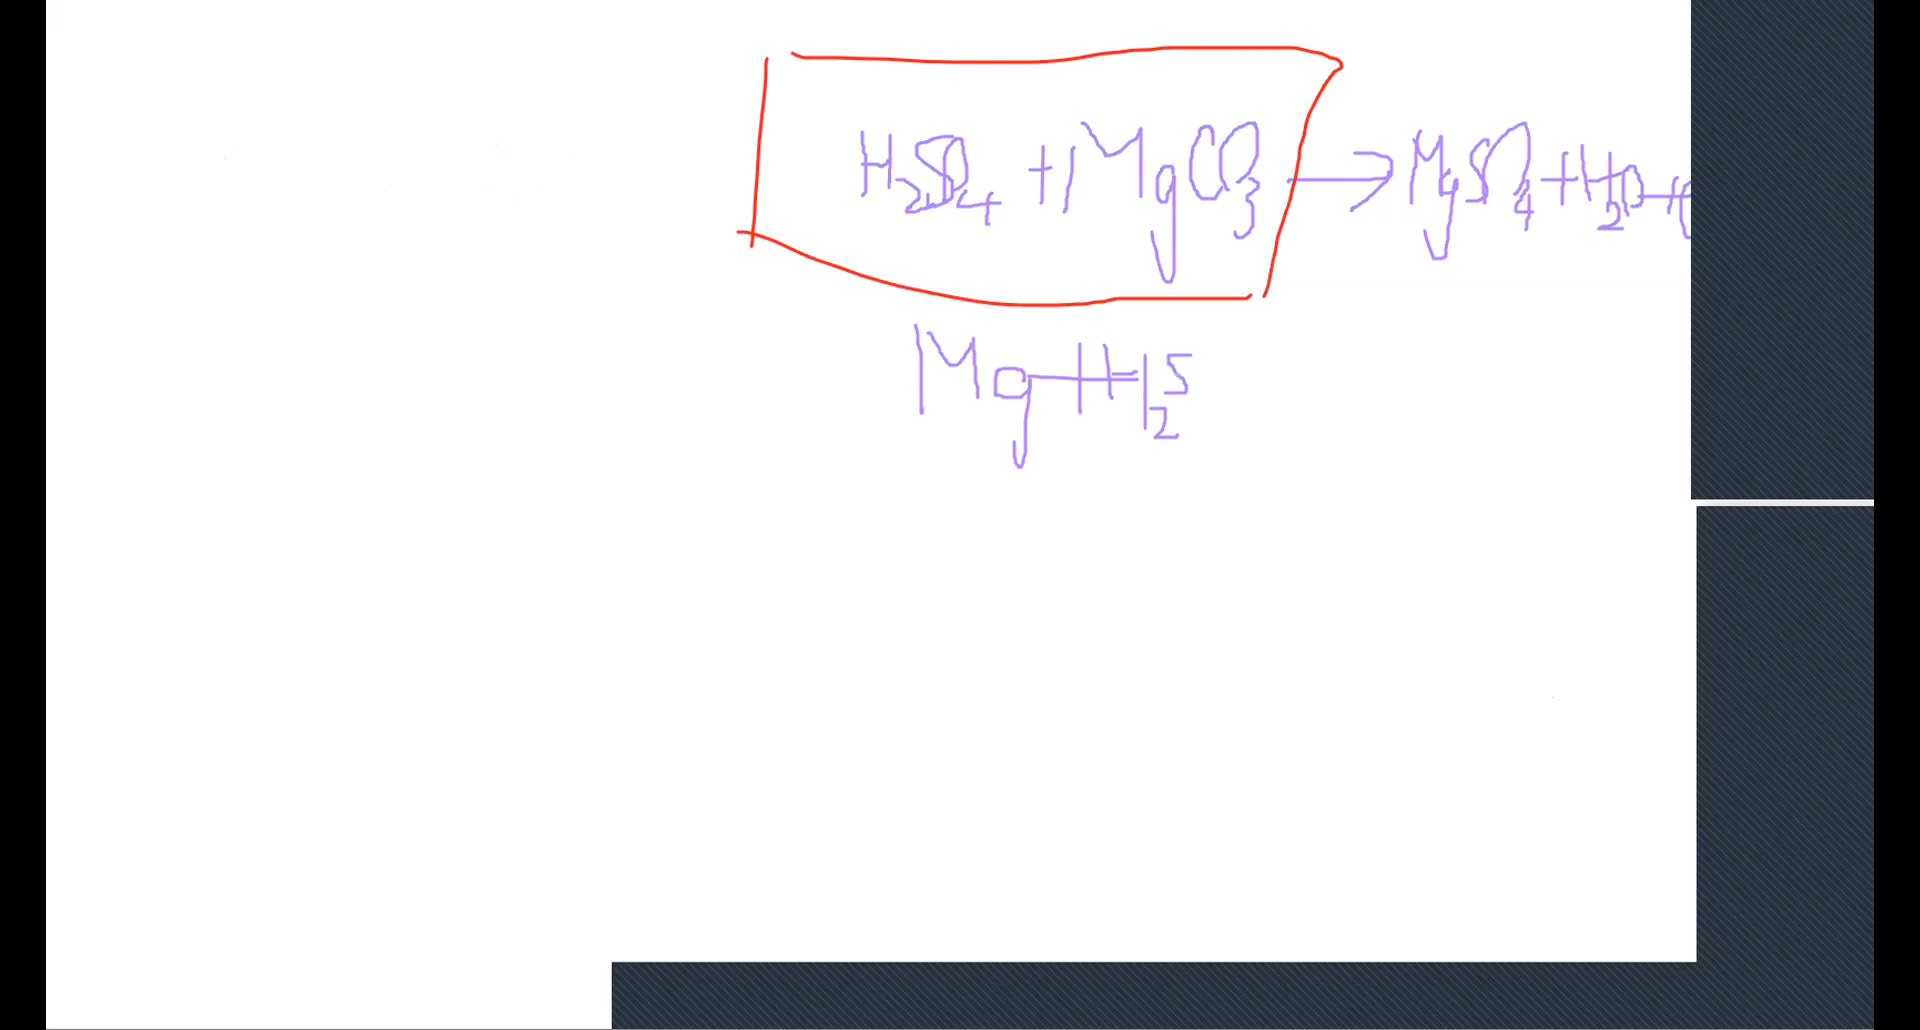 H₂SO₄ + MgCO₃ → MgSO₄ + H₂O +
Mg + H₂S